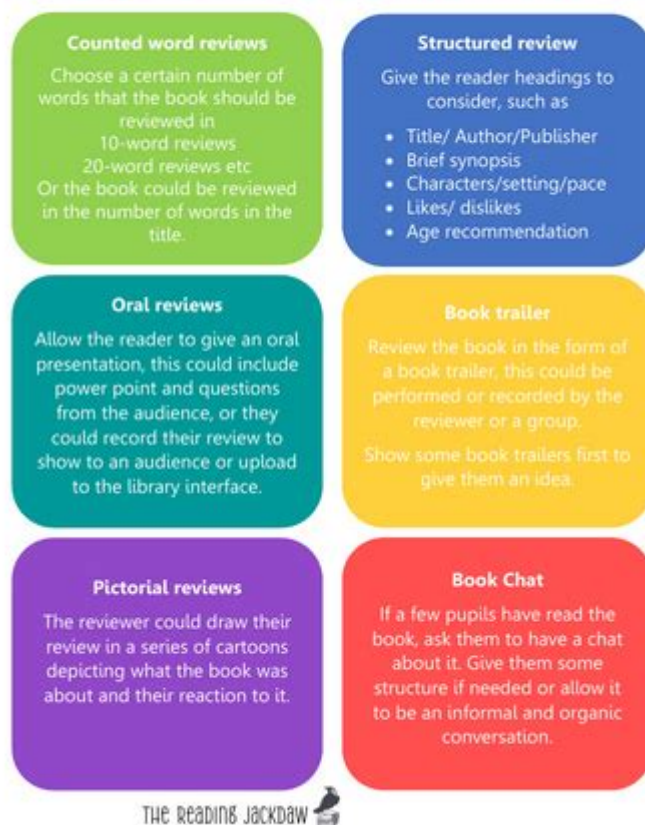 Counted word reviews
Choose a certain number of
words that the book should be
reviewed in
10-word reviews
20-word reviews etc
Or the book could be reviewed
in the number of words in the
title.
Structured review
Give the reader headings to
consider, such as
• Title/ Author/Publisher
• Brief synopsis
• Characters/setting/pace
• Likes/ dislikes
• Age recommendation
Oral reviews
Allow the reader to give an oral
presentation, this could include
power point and questions
from the audience, or they
could record their review to
show to an audience or upload
to the library interface.
Book trailer
Review the book in the form of
a book trailer, this could be
performed or recorded by the
reviewer or a group.
Show some book trailers first to
give them an idea.
Pictorial reviews
The reviewer could draw their
review in a series of cartoons
depicting what the book was
about and their reaction to it.
Book Chat
If a few pupils have read the
book, ask them to have a chat
about it. Give them some
structure if needed or allow it
to be an informal and organic
conversation.
THE READING JACKDAW